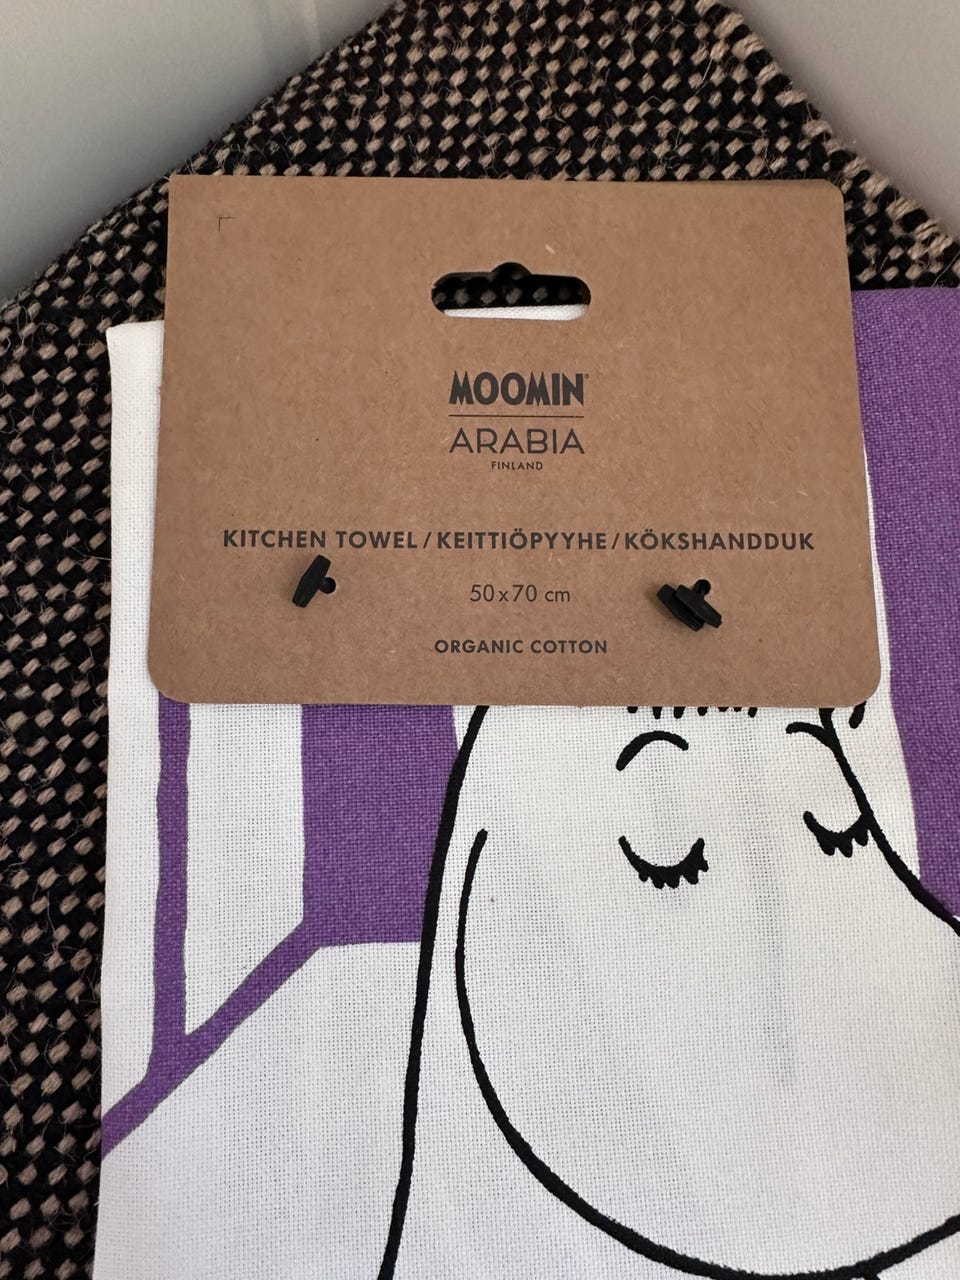 MOOMIN®
ARABIA
FINLAND
KITCHEN TOWEL / KEITTIÖPYYHE / KÖKSHANDDUK
50 x 70 cm
ORGANIC COTTON